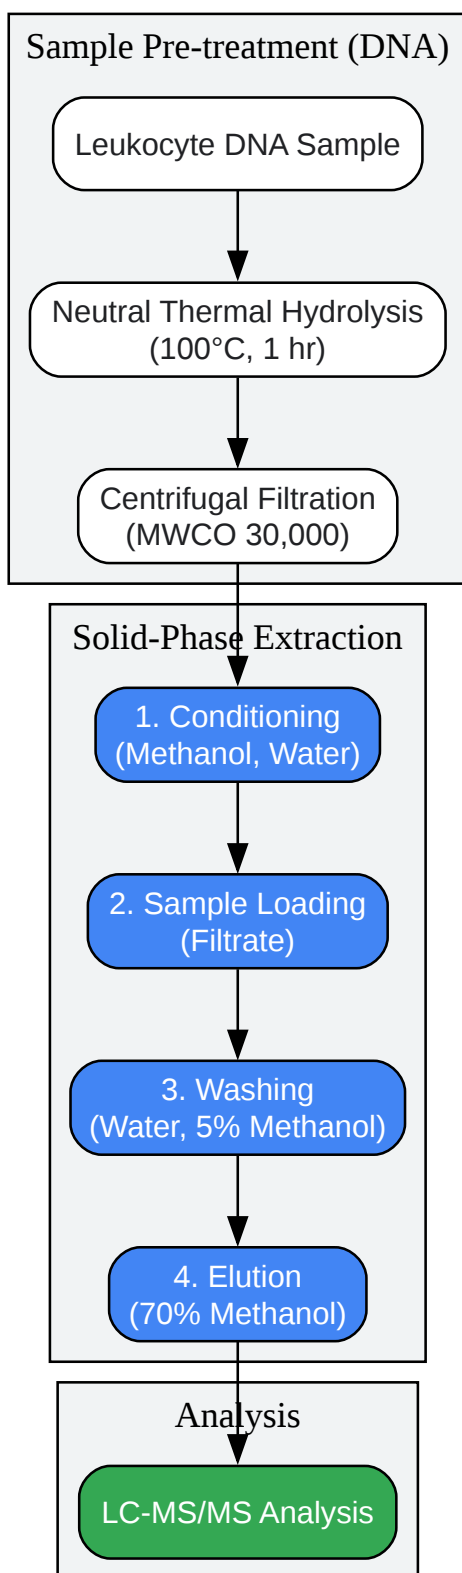 Sample Pre-treatment (DNA)
Leukocyte DNA Sample
Neutral Thermal Hydrolysis
(100°C, 1 hr)
Centrifugal Filtration
(MWCO 30,000)
Solid-Phase Extraction
1. Conditioning
(Methanol, Water)
2. Sample Loading
(Filtrate)
3. Washing
(Water, 5% Methanol)
4. Elution
(70% Methanol)
Analysis
LC-MS/MS Analysis